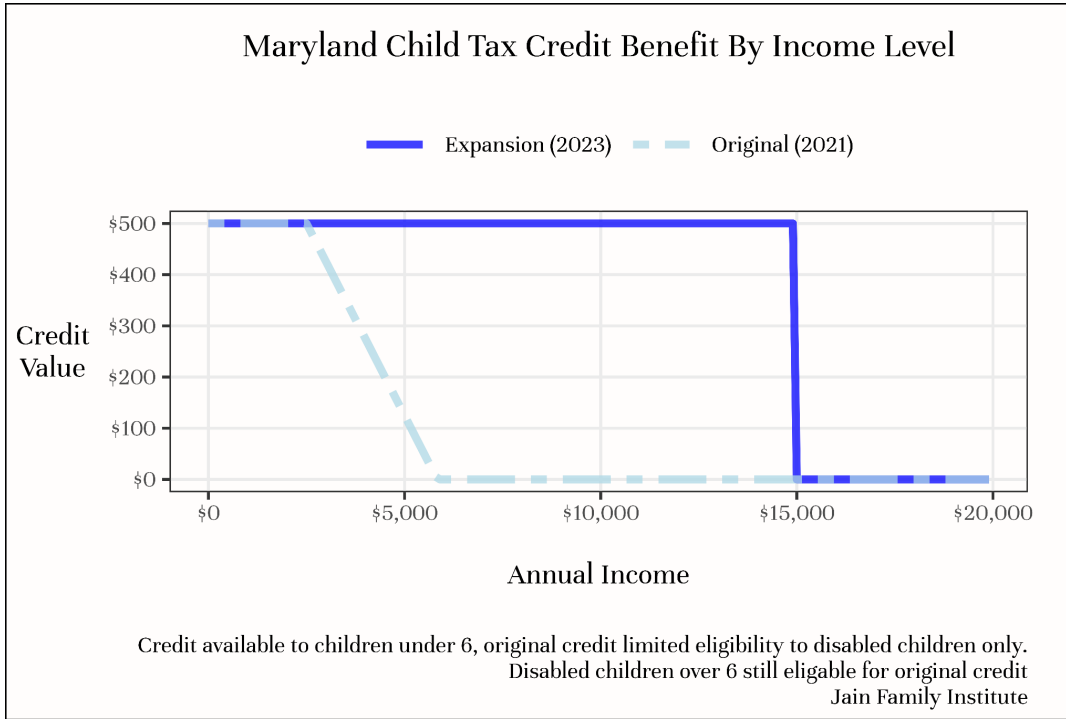 Maryland Child Tax Credit Benefit By Income Level
Expansion (2023)
Original (2021)
$500
$400
$300
$200
$100
$0
Credit
Value
$0
$5,000
$10,000
$15,000
$20,000
Annual Income
Credit available to children under 6, original credit limited eligibility to disabled children only.
Disabled children over 6 still eligable for original credit
Jain Family Institute